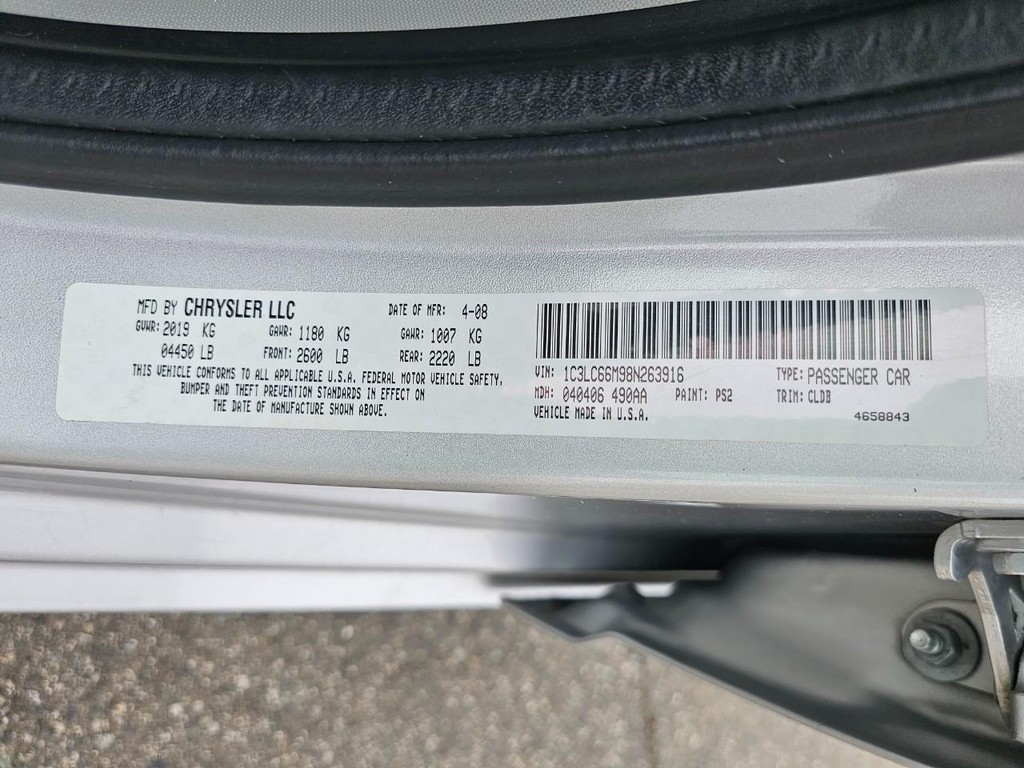 MFD BY CHRYSLER LLC DATE OF MFR: 4-08
GVWR: 2019 KG GAWR: 1180 KG GAWR: 1007 KG
04450 LB FRONT: 2600 LB REAR: 2220 LB
THIS VEHICLE CONFORMS TO ALL APPLICABLE U.S.A. FEDERAL MOTOR VEHICLE SAFETY,
BUMPER AND THEFT PREVENTION STANDARDS IN EFFECT ON
THE DATE OF MANUFACTURE SHOWN ABOVE.
VIN: 1C3LC66M98N263916 TYPE: PASSENGER CAR
MDH: 040406 490AA PAINT: PS2 TRIM: CLDB
VEHICLE MADE IN U.S.A. 4658843